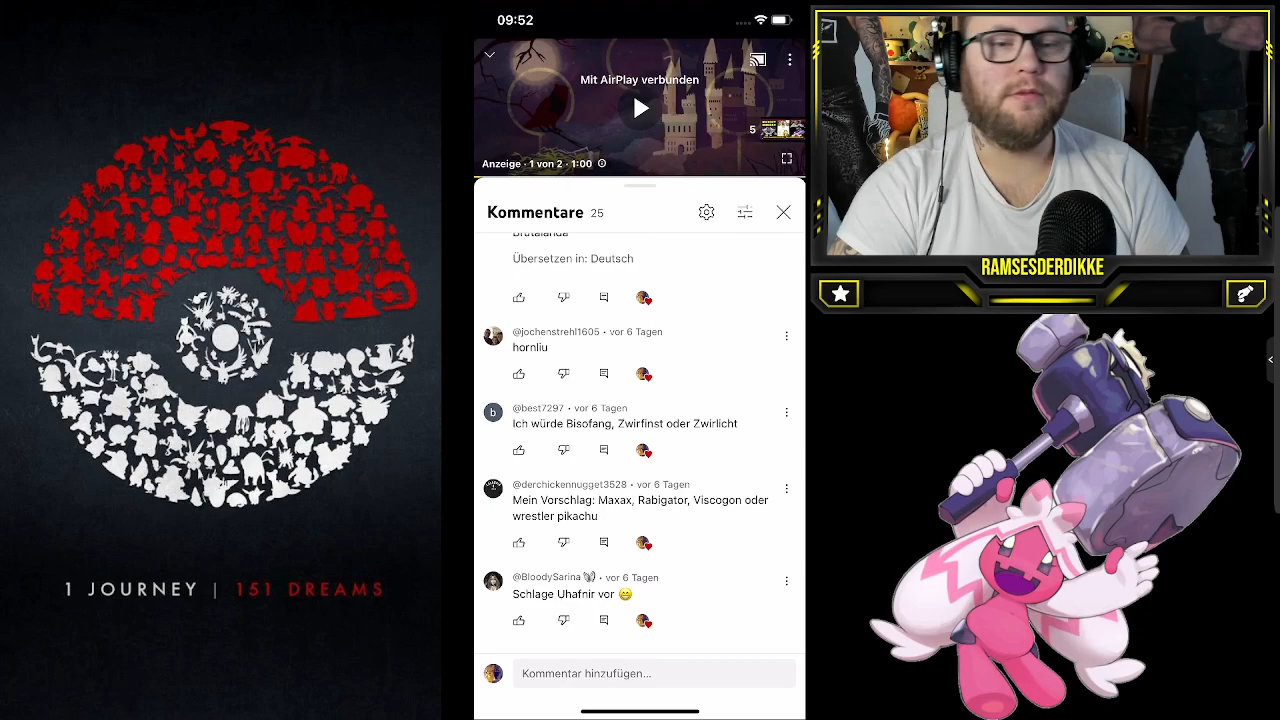 1 JOURNEY | 151 DREAMS
09:52
Mit AirPlay verbunden
5
Anzeige · 1 von 2 · 1:00
Kommentare 25
Brutalanda
Übersetzen in: Deutsch
@jochenstrehl1605 • vor 6 Tagen
hornliu
b
@best7297 • vor 6 Tagen
Ich würde Bisofang, Zwirfinst oder Zwirlicht
@derchickennugget3528 • vor 6 Tagen
Mein Vorschlag: Maxax, Rabigator, Viscogon oder
wrestler pikachu
@BloodySarina • vor 6 Tagen
Schlage Uhafnir vor 😁
Kommentar hinzufügen...
RAMSESDERDIKKE